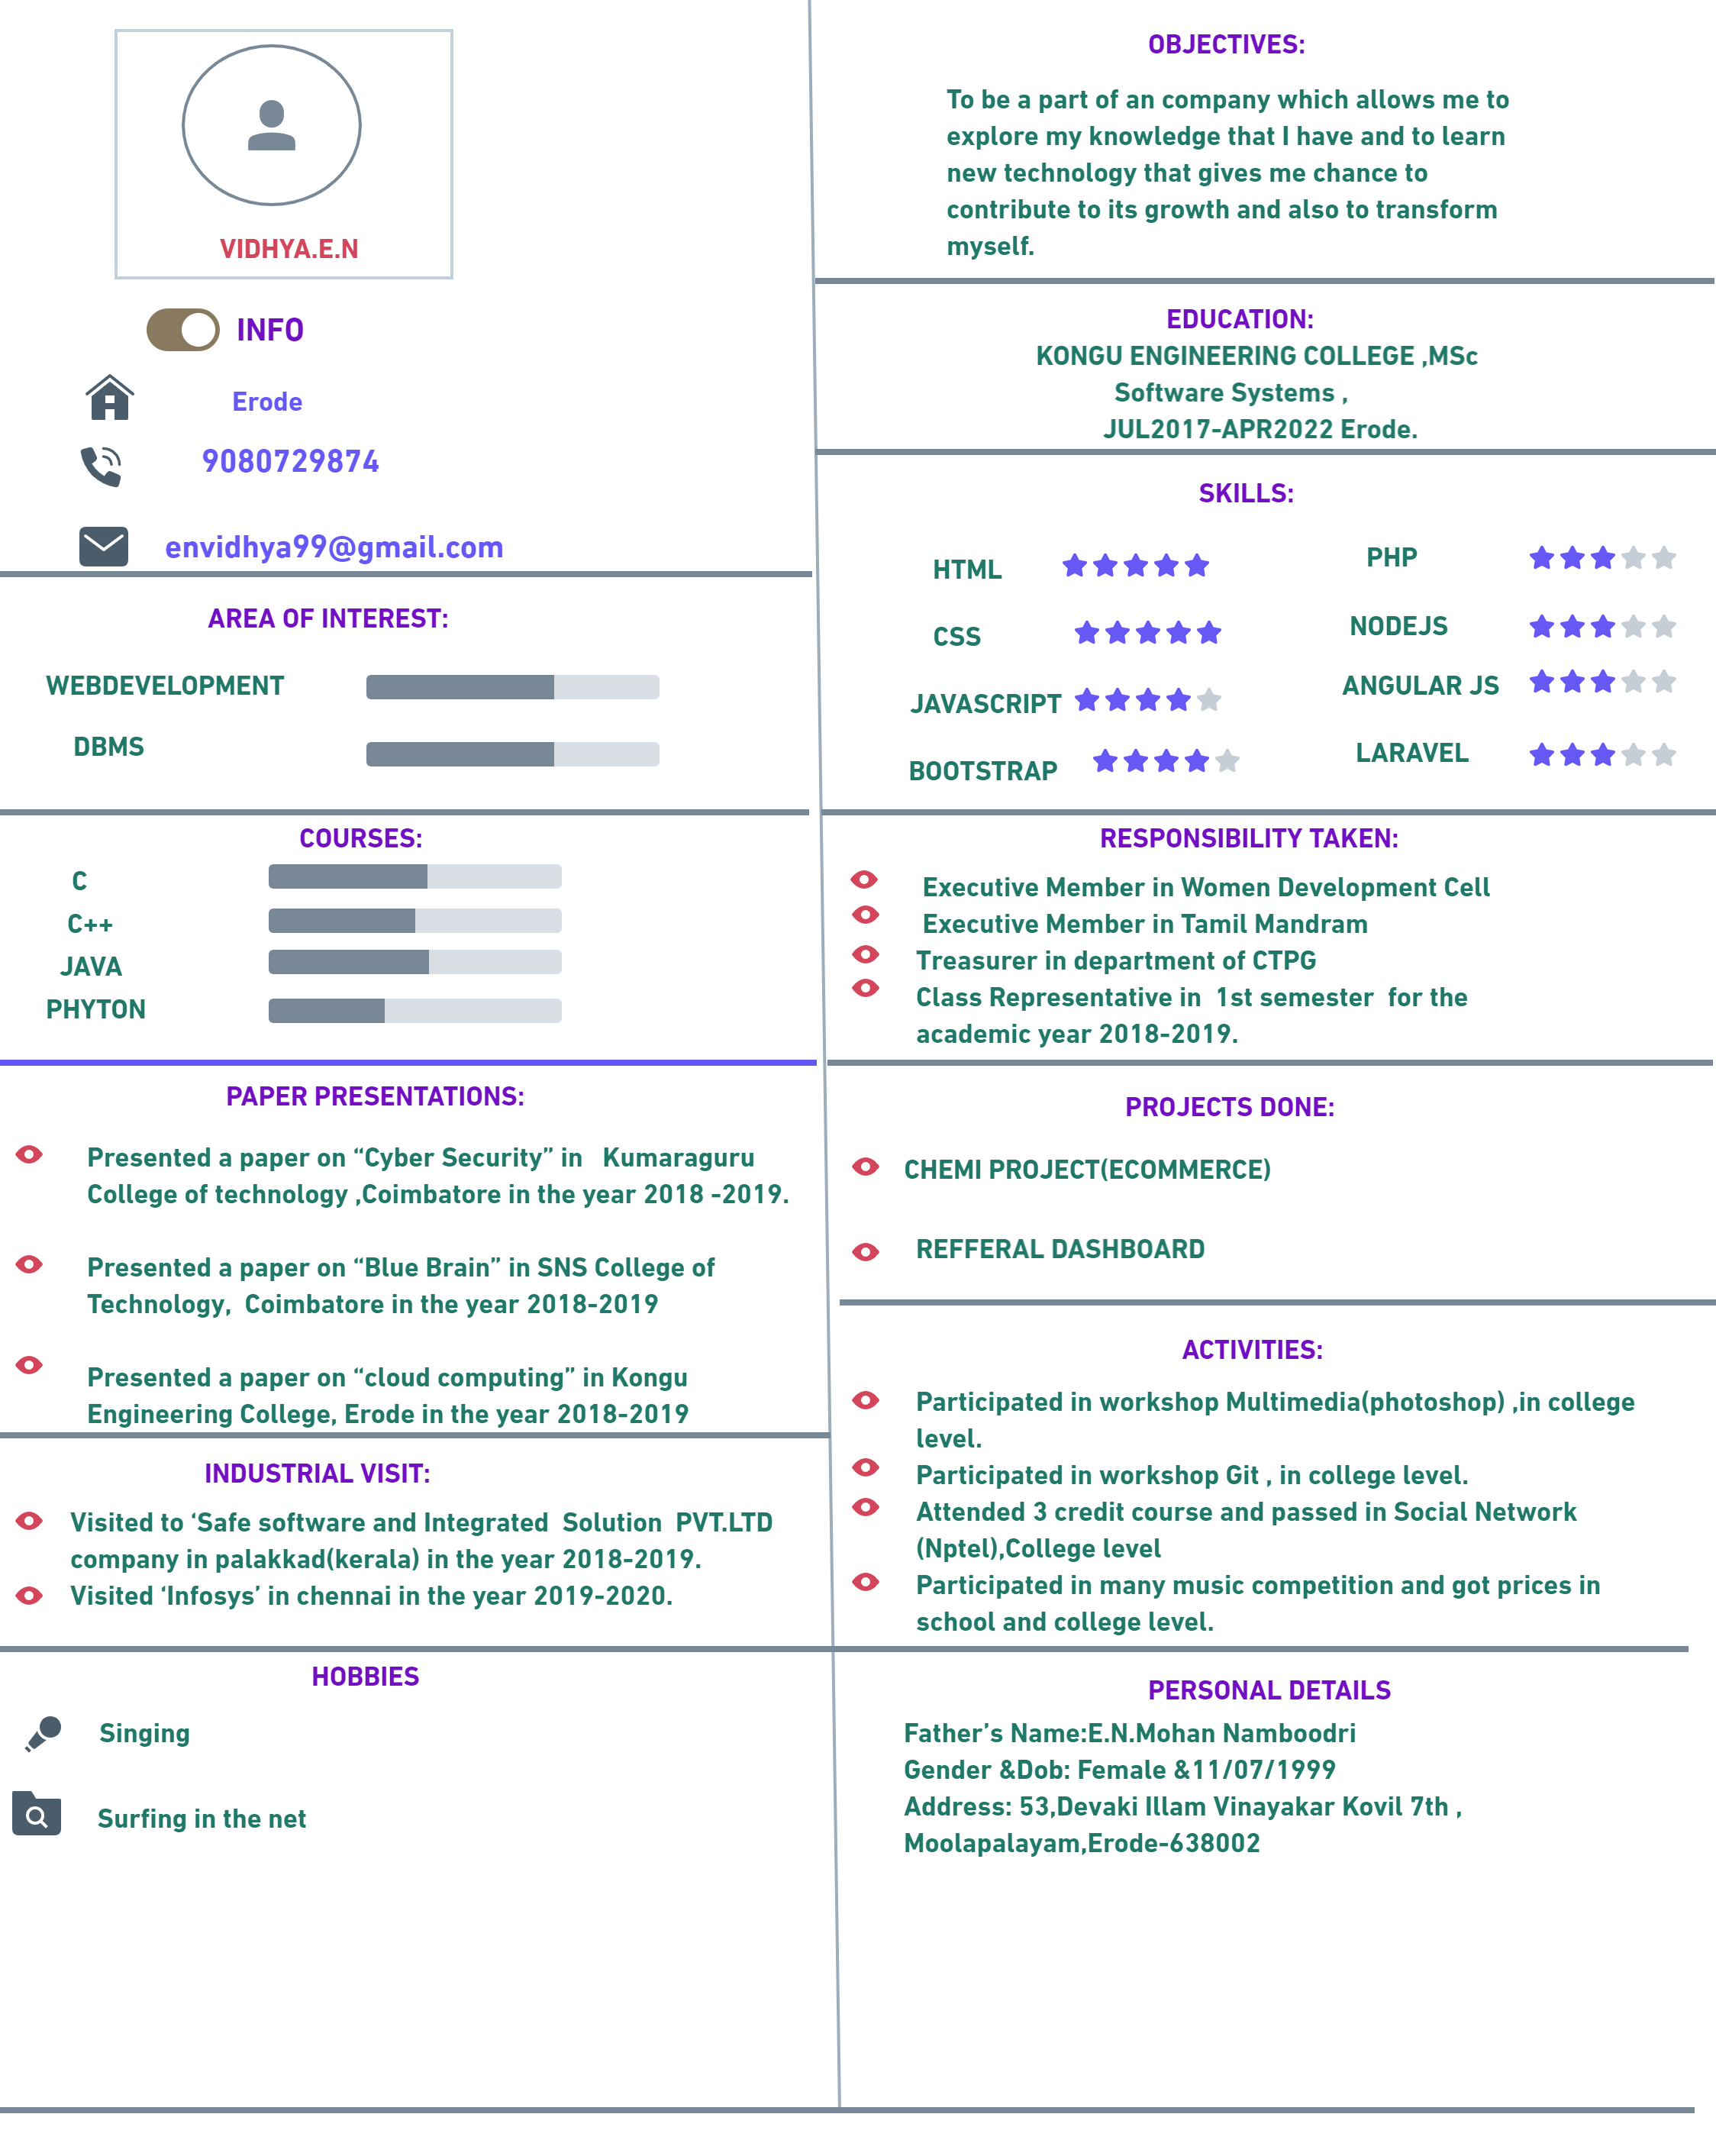 VIDHYA.E.N
INFO
Erode
9080729874
envidhya99@gmail.com
AREA OF INTEREST:
WEBDEVELOPMENT
DBMS
COURSES:
C
C++
JAVA
PHYTON
PAPER PRESENTATIONS:
Presented a paper on “Cyber Security” in   Kumaraguru
College of technology ,Coimbatore in the year 2018 -2019.
Presented a paper on “Blue Brain” in SNS College of
Technology,  Coimbatore in the year 2018-2019
Presented a paper on “cloud computing” in Kongu
Engineering College, Erode in the year 2018-2019
INDUSTRIAL VISIT:
Visited to ‘Safe software and Integrated  Solution  PVT.LTD
company in palakkad(kerala) in the year 2018-2019.
Visited ‘Infosys’ in chennai in the year 2019-2020.
HOBBIES
Singing
Surfing in the net
OBJECTIVES:
To be a part of an company which allows me to
explore my knowledge that I have and to learn
new technology that gives me chance to
contribute to its growth and also to transform
myself.
EDUCATION:
KONGU ENGINEERING COLLEGE ,MSc
Software Systems ,
JUL2017-APR2022 Erode.
SKILLS:
HTML
CSS
JAVASCRIPT
BOOTSTRAP
PHP
NODEJS
ANGULAR JS
LARAVEL
RESPONSIBILITY TAKEN:
Executive Member in Women Development Cell
Executive Member in Tamil Mandram
Treasurer in department of CTPG
Class Representative in  1st semester  for the
academic year 2018-2019.
PROJECTS DONE:
CHEMI PROJECT(ECOMMERCE)
REFFERAL DASHBOARD
ACTIVITIES:
Participated in workshop Multimedia(photoshop) ,in college
level.
Participated in workshop Git , in college level.
Attended 3 credit course and passed in Social Network
(Nptel),College level
Participated in many music competition and got prices in
school and college level.
PERSONAL DETAILS
Father’s Name:E.N.Mohan Namboodri
Gender &Dob: Female &11/07/1999
Address: 53,Devaki Illam Vinayakar Kovil 7th ,
Moolapalayam,Erode-638002